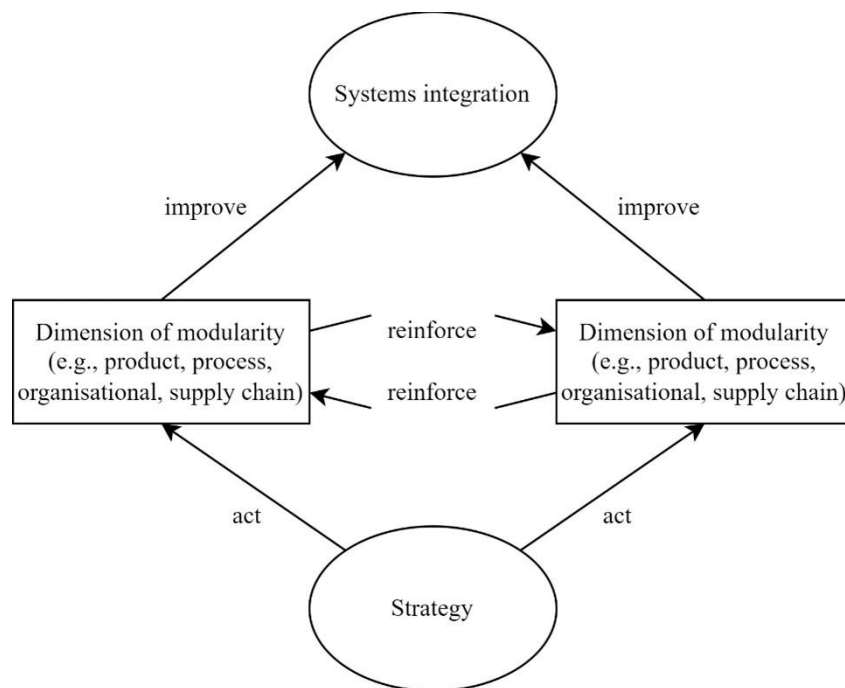 Systems integration
improve
improve
Dimension of modularity
(e.g., product, process,
organisational, supply chain)
reinforce
reinforce
Dimension of modularity
(e.g., product, process,
organisational, supply chain)
act
act
Strategy